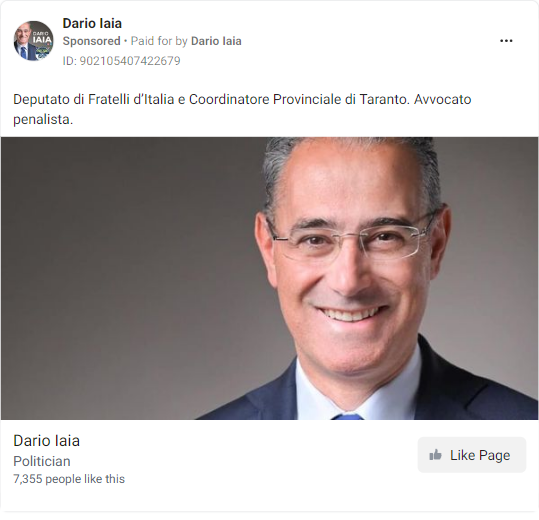 Dario Iaia
Sponsored • Paid for by Dario Iaia
ID: 902105407422679
DARIO
IAIA
Deputato di Fratelli d'Italia e Coordinatore Provinciale di Taranto. Avvocato
penalista.
Dario Iaia
Politician
7,355 people like this
Like Page